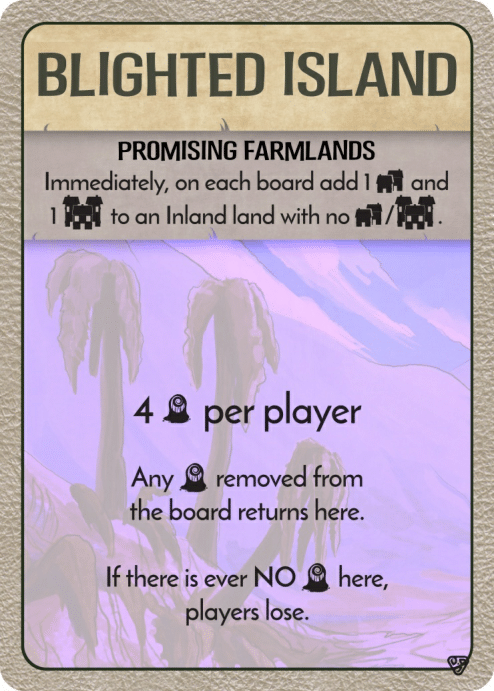 BLIGHTED ISLAND
PROMISING FARMLANDS
Immediately, on each board add 1 and
1 to an Inland land with no / .
4 per player
Any removed from
the board returns here.
If there is ever NO here,
players lose.